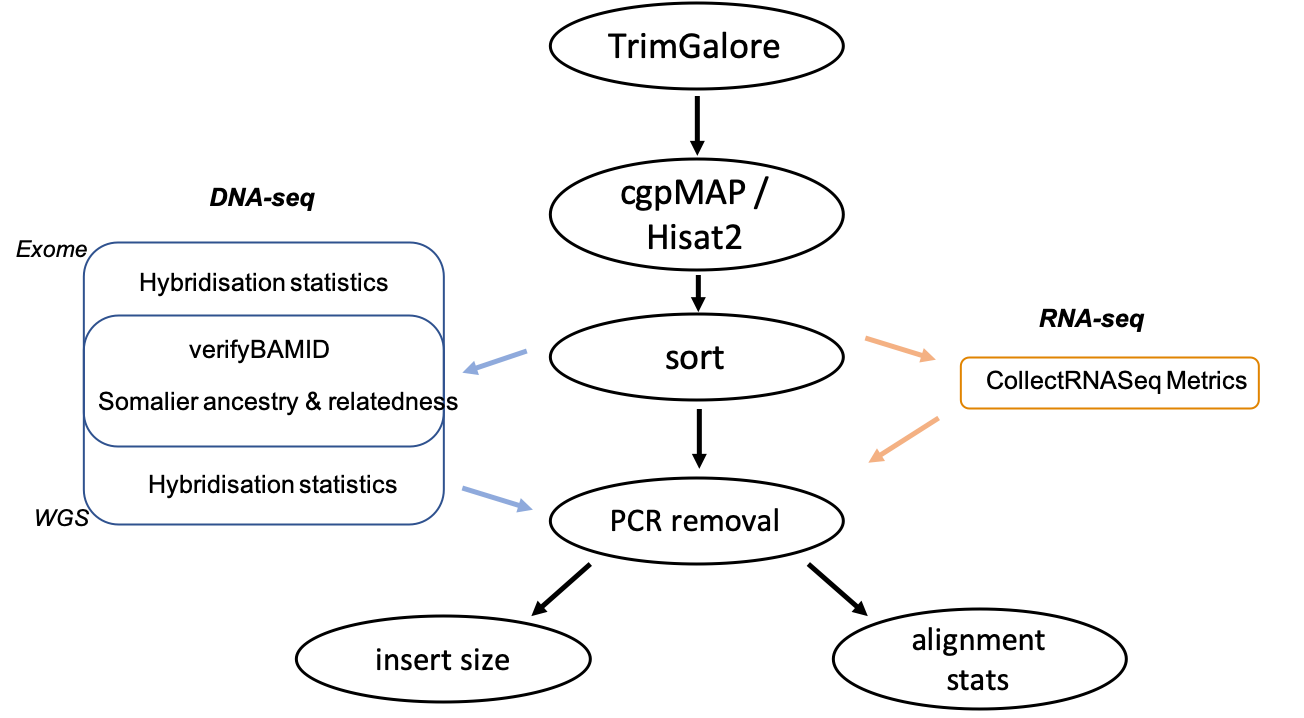 TrimGalore
cgpMAP /
Hisat2
DNA-seq
Exome
Hybridisation statistics
verifyBAMID
Somalier ancestry & relatedness
Hybridisation statistics
WGS
sort
RNA-seq
CollectRNASeq Metrics
PCR removal
insert size
alignment
stats